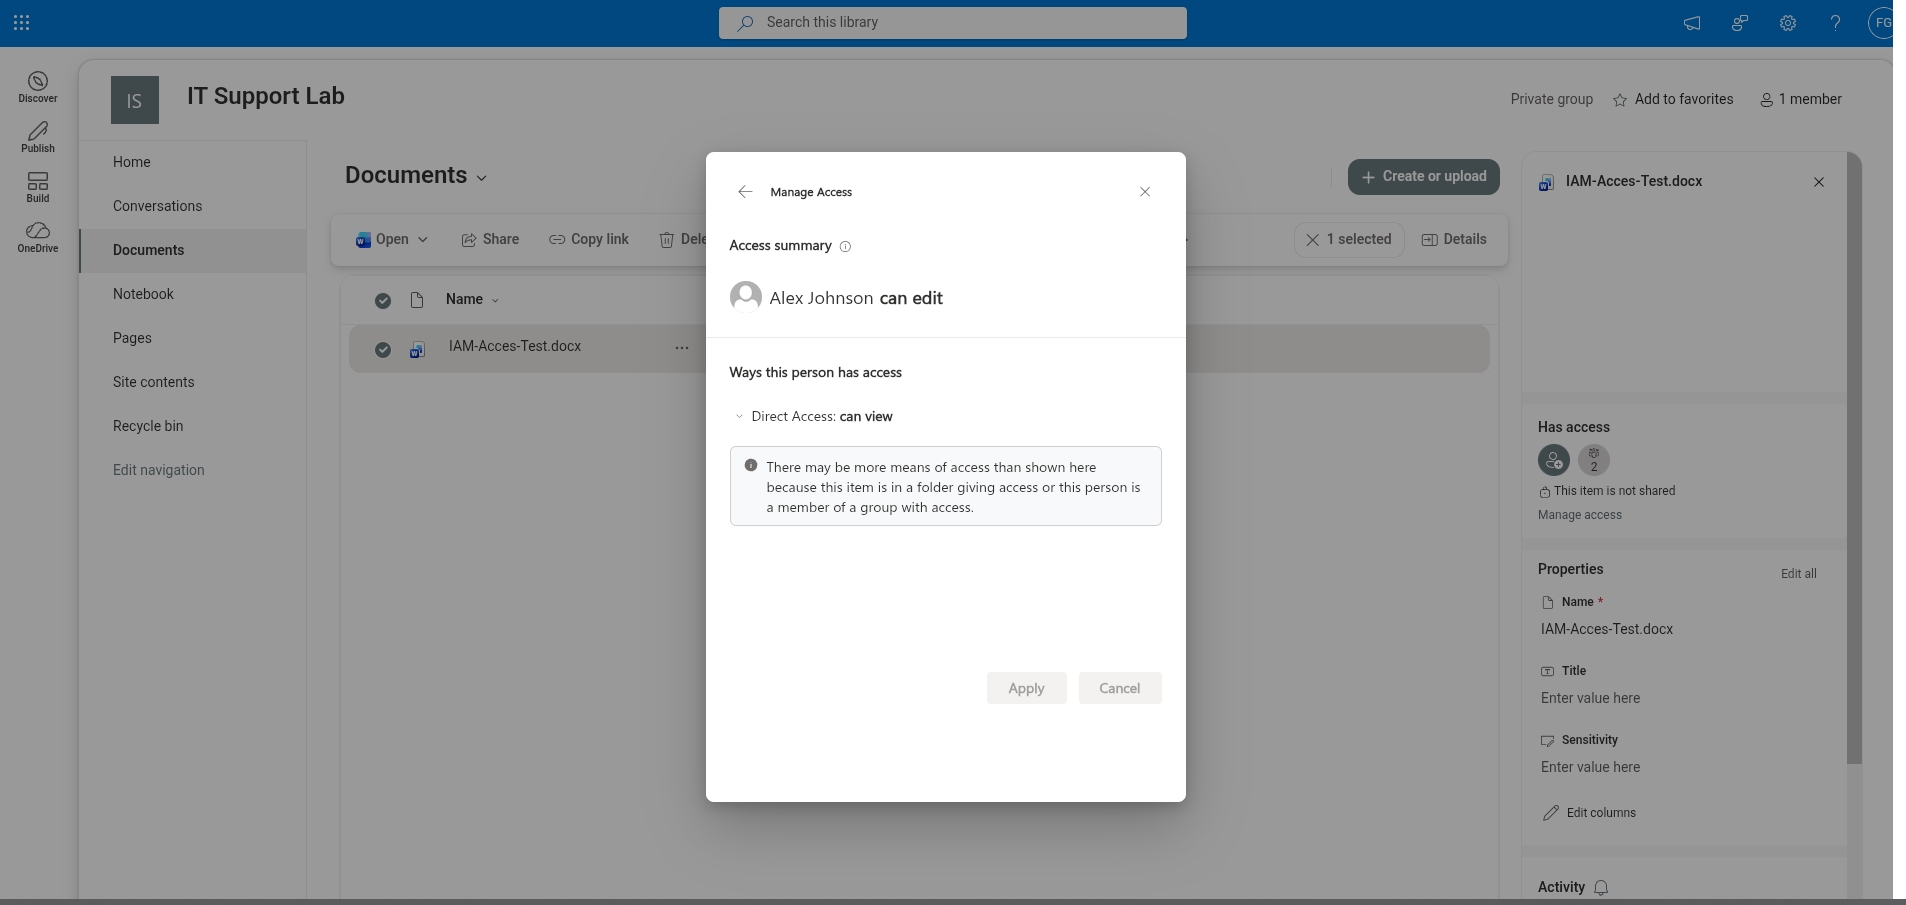 Search this library
FG
Discover
Publish
Build
OneDrive
IS
IT Support Lab
Private group
Add to favorites
1 member
Home
Conversations
Documents
Notebook
Pages
Site contents
Recycle bin
Edit navigation
Documents
Create or upload
Open
Share
Copy link
Dele
1 selected
Details
Name
IAM-Acces-Test.docx
Manage Access
Access summary
Alex Johnson can edit
Ways this person has access
Direct Access: can view
There may be more means of access than shown here
because this item is in a folder giving access or this person is
a member of a group with access.
Apply
Cancel
IAM-Acces-Test.docx
Has access
2
This item is not shared
Manage access
Properties
Edit all
Name *
IAM-Acces-Test.docx
Title
Enter value here
Sensitivity
Enter value here
Edit columns
Activity